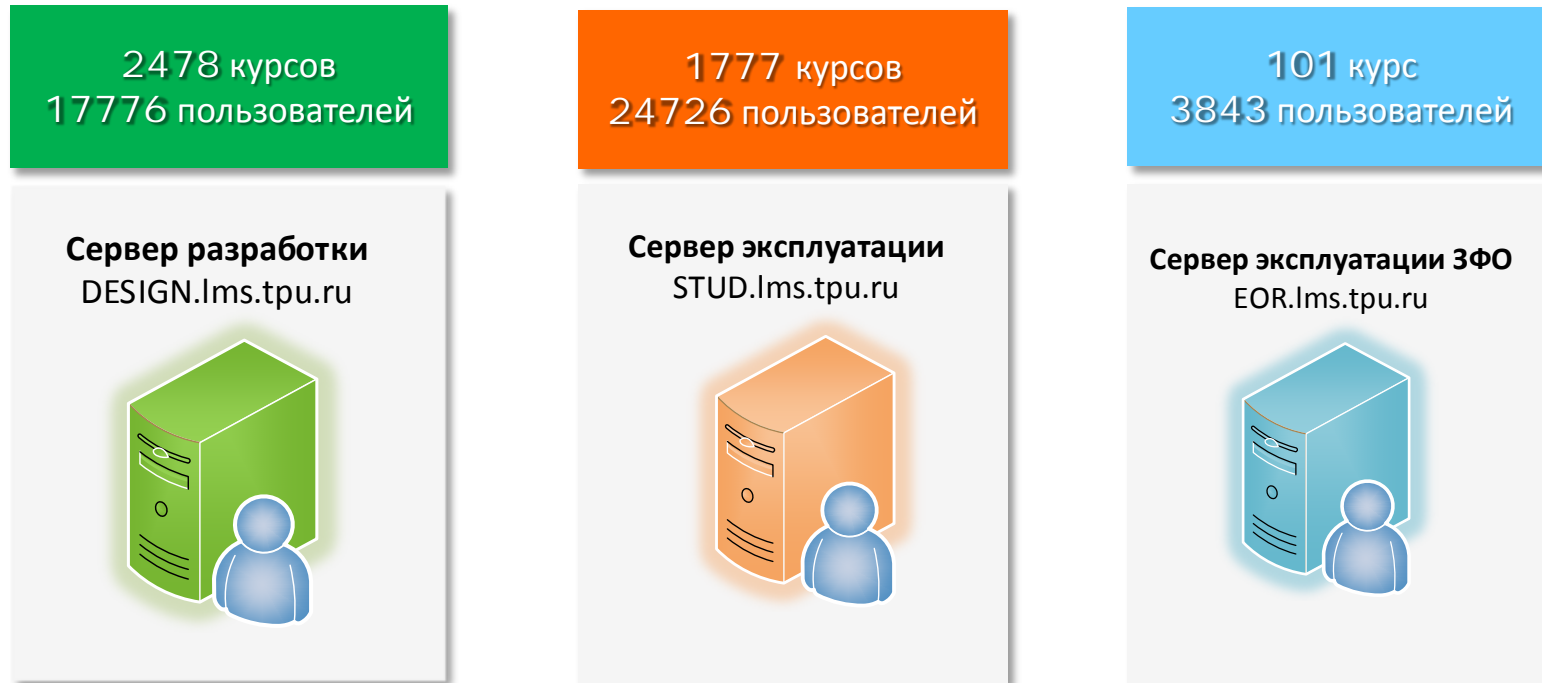 2478 курсов
17776 пользователей
Сервер разработки
DESIGN.lms.tpu.ru
1777 курсов
24726 пользователей
Сервер эксплуатации
STUD.lms.tpu.ru
101 курс
3843 пользователей
Сервер эксплуатации ЗФО
EOR.lms.tpu.ru